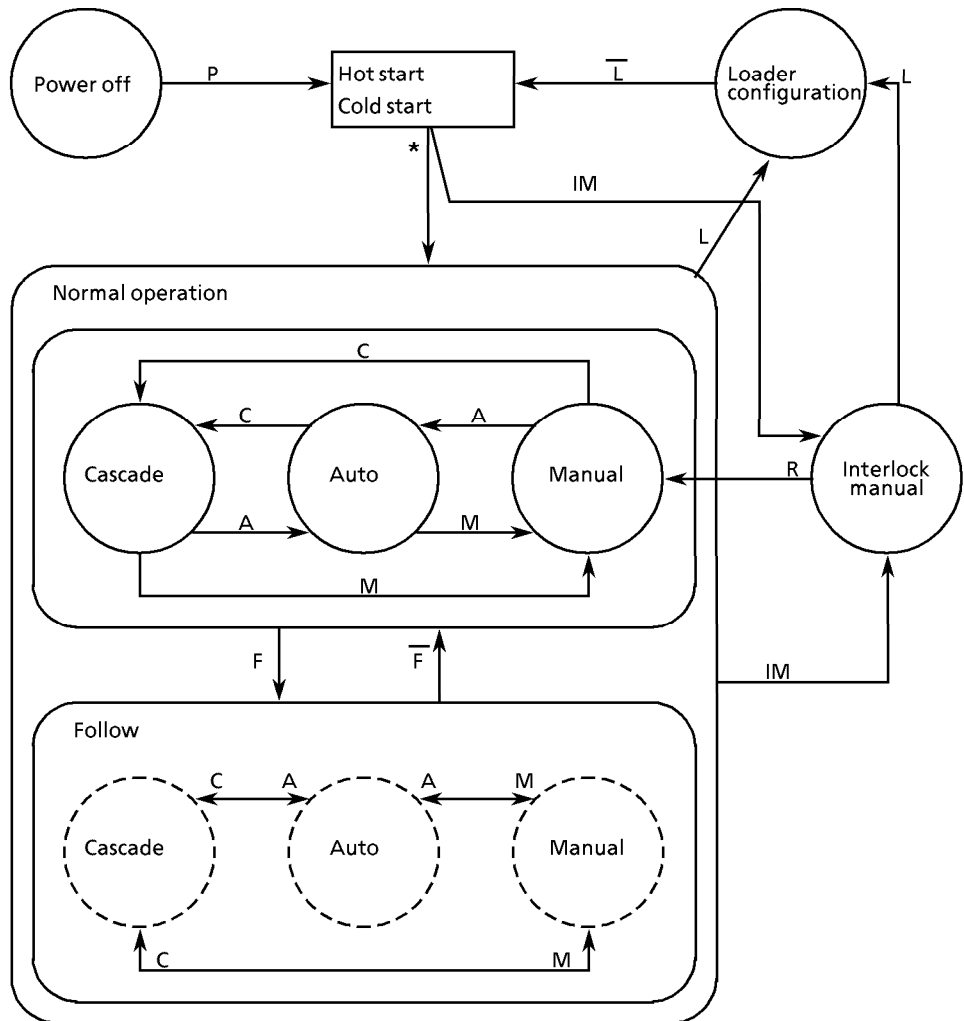 Power off
P
Hot start
Cold start
L̅
Loader
configuration
L
*
IM
L
Normal operation
C
C
A
Cascade
Auto
Manual
R
Interlock
manual
A
M
M
F
F̅
IM
Follow
C
A
A
M
Cascade
Auto
Manual
C
M